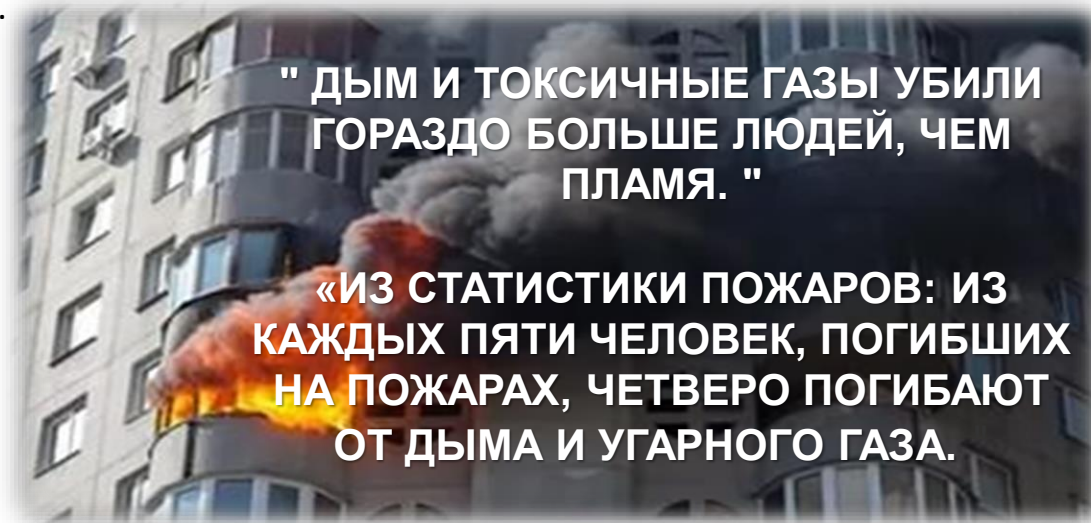 .
" ДЫМ И ТОКСИЧНЫЕ ГАЗЫ УБИЛИ
ГОРАЗДО БОЛЬШЕ ЛЮДЕЙ, ЧЕМ
ПЛАМЯ. "
«ИЗ СТАТИСТИКИ ПОЖАРОВ: ИЗ
КАЖДЫХ ПЯТИ ЧЕЛОВЕК, ПОГИБШИХ
НА ПОЖАРАХ, ЧЕТВЕРО ПОГИБАЮТ
ОТ ДЫМА И УГАРНОГО ГАЗА.